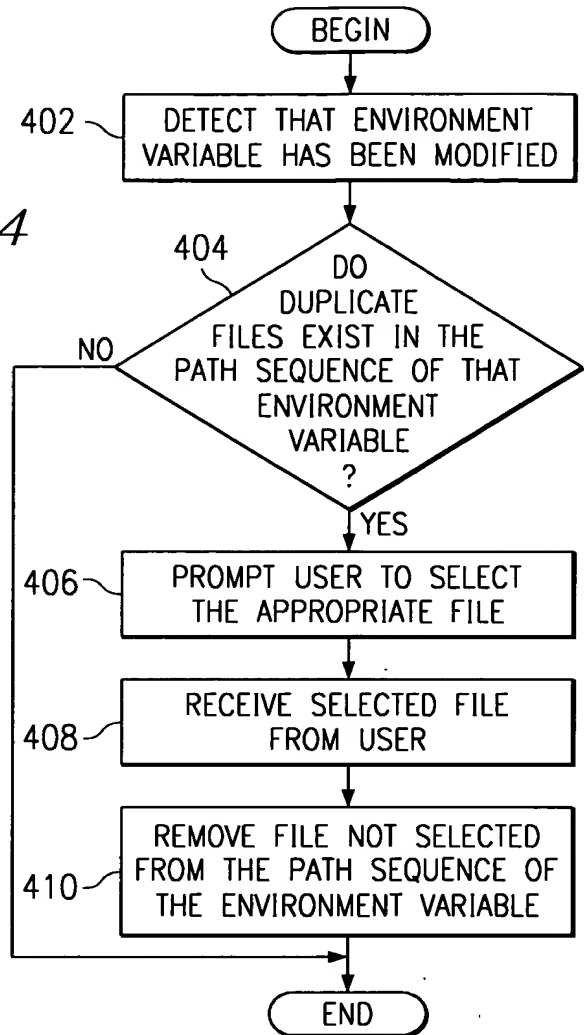 BEGIN
402
DETECT THAT ENVIRONMENT
VARIABLE HAS BEEN MODIFIED
4
404
DO
DUPLICATE
FILES EXIST IN THE
PATH SEQUENCE OF THAT
ENVIRONMENT
VARIABLE
?
NO
YES
406
PROMPT USER TO SELECT
THE APPROPRIATE FILE
408
RECEIVE SELECTED FILE
FROM USER
410
REMOVE FILE NOT SELECTED
FROM THE PATH SEQUENCE OF
THE ENVIRONMENT VARIABLE
END